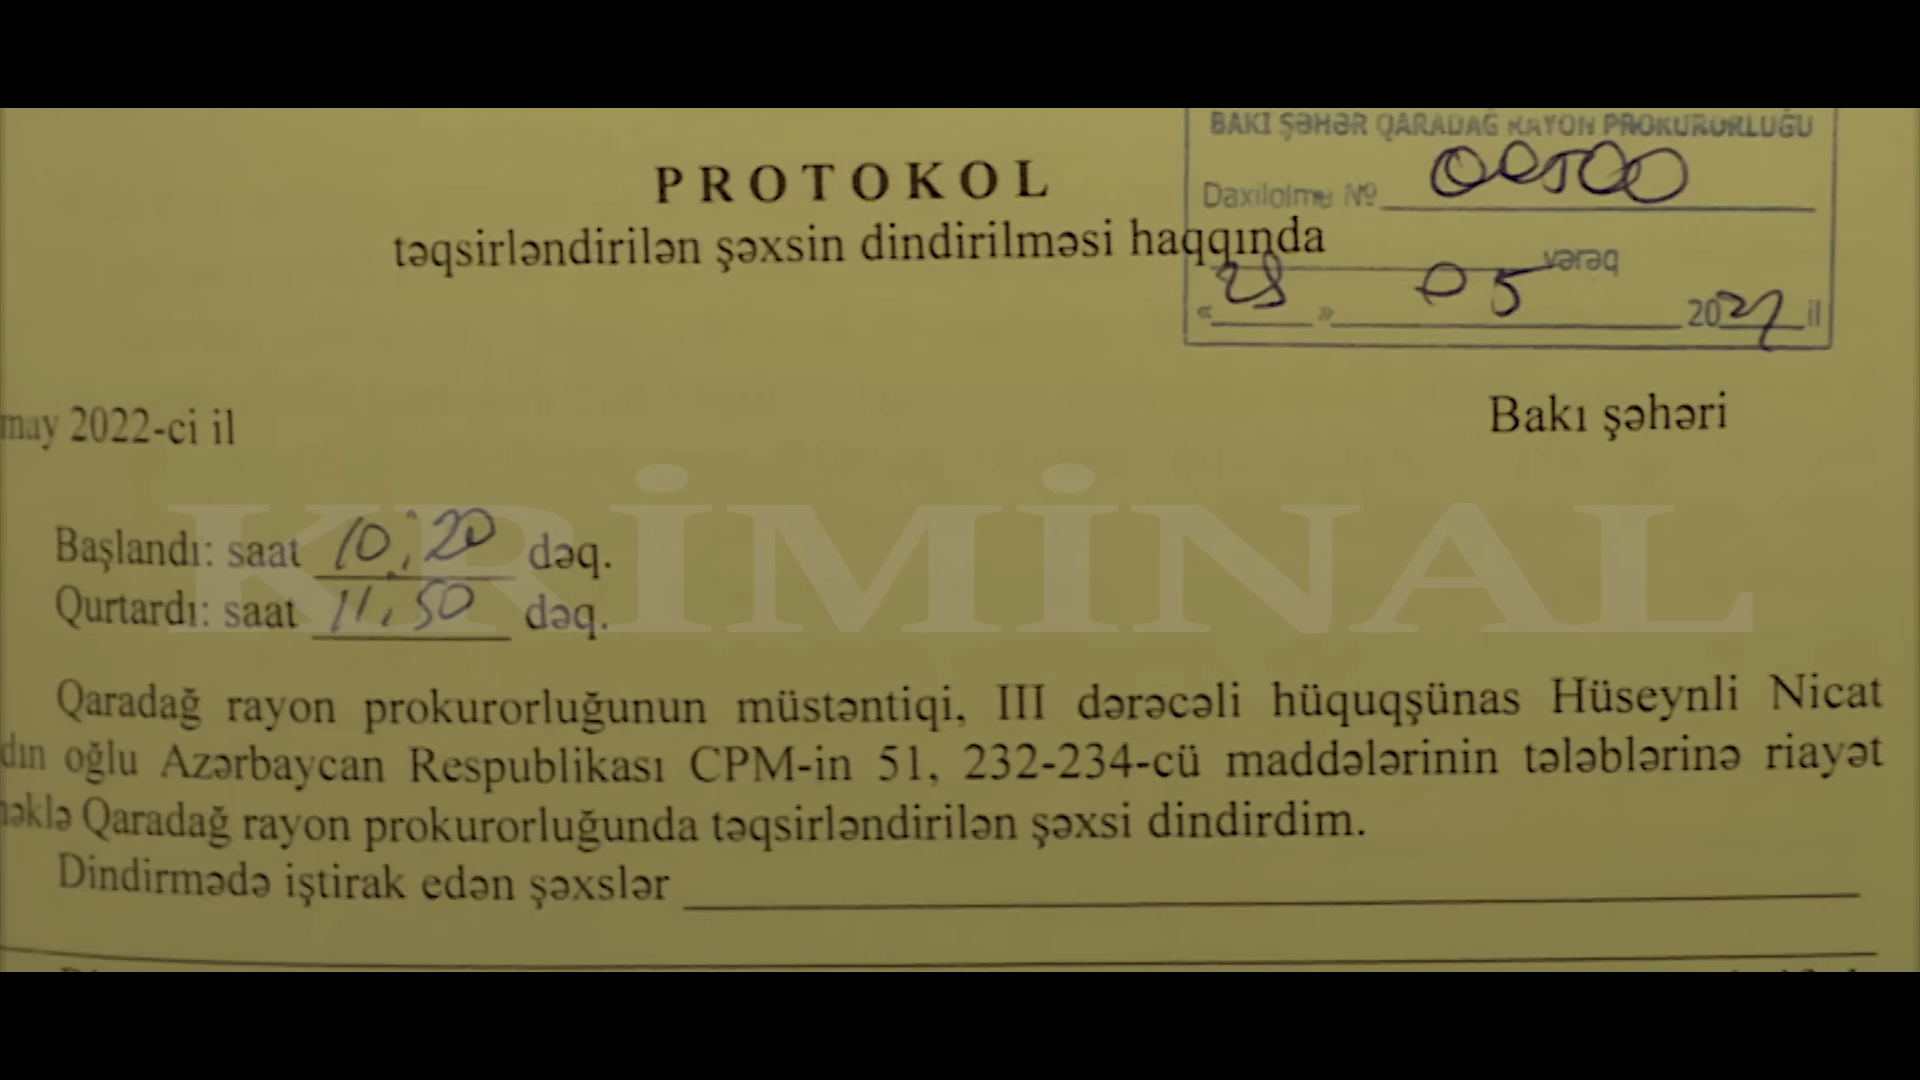 BAKI ŞƏHƏR QARADAĞ RAYON PROKURORLUĞU
PROTOKOL
Daxilolma №
təqsirləndirilən şəxsin dindirilməsi haqqında
vərəq
« 28 » 05 2022 il
may 2022-ci il
Bakı şəhəri
KRİMİNAL
Başlandı: saat 10:20 dəq.
Qurtardı: saat 11,50 dəq.
Qaradağ rayon prokurorluğunun müstəntiqi, III dərəcəli hüquqşünas Hüseynli Nicat
oğlu Azərbaycan Respublikası CPM-in 51, 232-234-cü maddələrinin tələblərinə riayət
Qaradağ rayon prokurorluğunda təqsirləndirilən şəxsi dindirdim.
Dindirmədə iştirak edən şəxslər